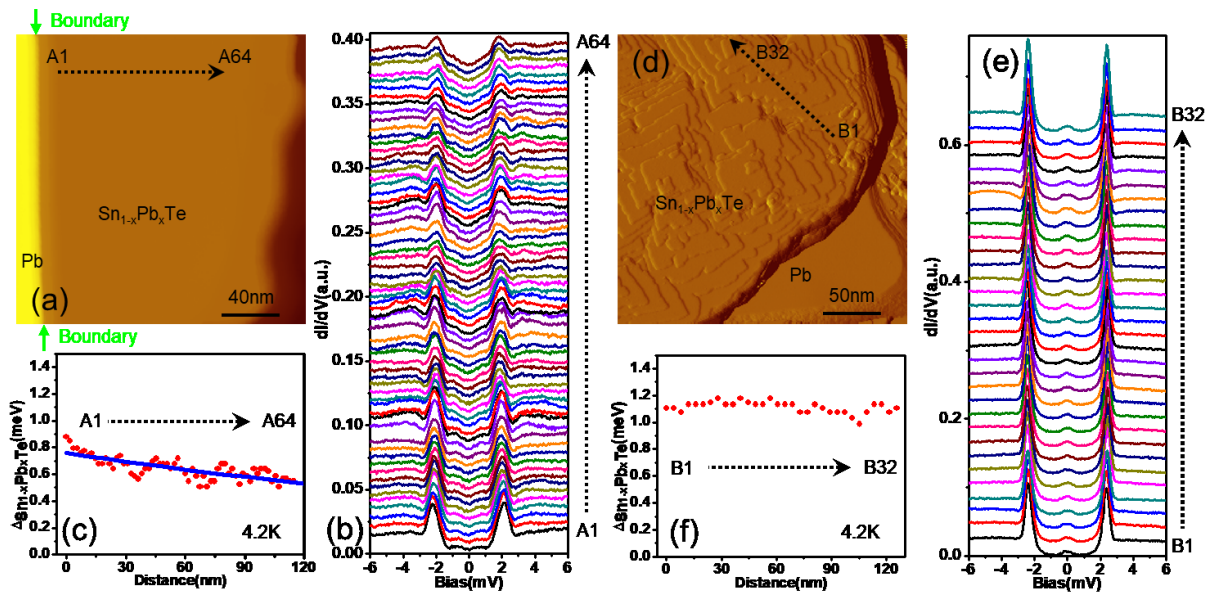 Boundary
A1 A64
Sn1-xPbxTe
Pb
(a)
40nm
Boundary
0.40
0.35
0.30
0.25
0.20
0.15
0.10
0.05
0.00
dI/dV(a.u.)
A64
A1
(b)
-6 -4 -2 0 2 4 6
Bias(mV)
1.4
1.2
1.0
0.8
0.6
0.4
0.2
0.0
ΔSn1-xPbxTe(meV)
A1 A64
(c)
4.2K
0 30 60 90 120
Distance(nm)
(d)
B32
B1
Sn1-xPbxTe
Pb
50nm
(e)
0.6
0.4
0.2
0.0
dI/dV(a.u.)
B32
B1
-6 -4 -2 0 2 4 6
Bias(mV)
1.4
1.2
1.0
0.8
0.6
0.4
0.2
0.0
ΔSn1-xPbxTe(meV)
B1 B32
(f)
4.2K
0 30 60 90 120
Distance(nm)